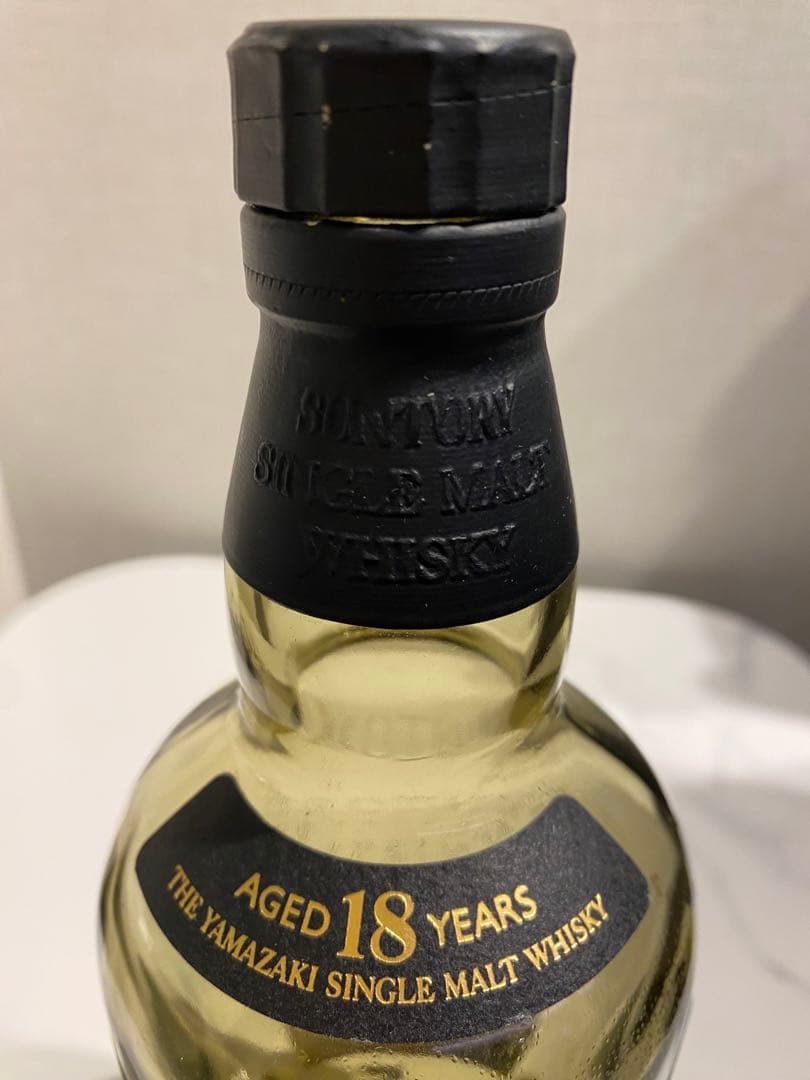 SUNTORY
SINGLE MALT
WHISKY
AGED 18 YEARS
THE YAMAZAKI SINGLE MALT WHISKY